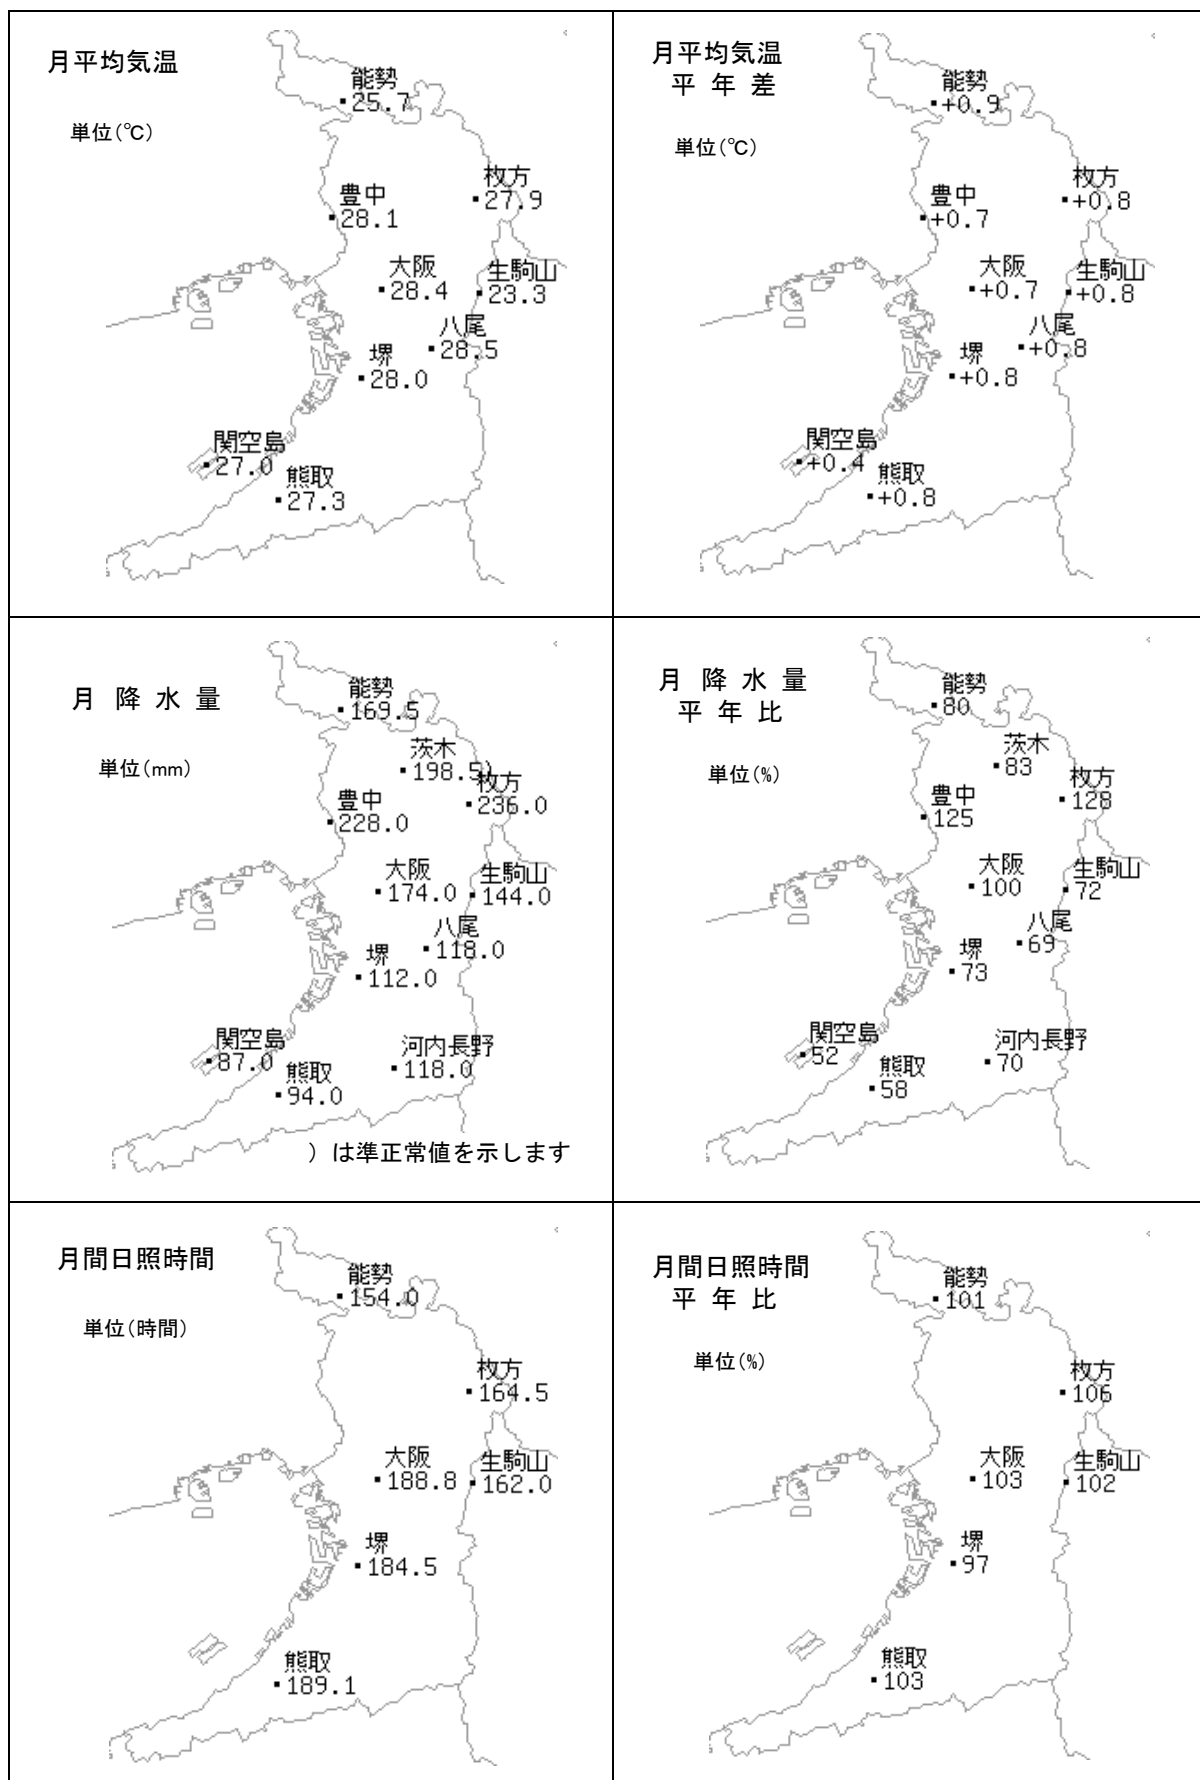 月平均気温
単位(℃)
能勢
25.7
枚方
27.9
豊中
28.1
大阪
28.4
生駒山
23.3
八尾
28.5
堺
28.0
関空島
27.0
熊取
27.3
月平均気温
平年差
単位(℃)
能勢
+0.9
枚方
+0.8
豊中
+0.7
大阪
+0.7
生駒山
+0.8
八尾
+0.8
堺
+0.8
関空島
+0.4
熊取
+0.8
月降水量
単位(mm)
能勢
169.5
茨木
198.5)
枚方
236.0
豊中
228.0
大阪
174.0
生駒山
144.0
八尾
118.0
堺
112.0
関空島
87.0
河内長野
118.0
熊取
94.0
)は準正常値を示します
月降水量
平年比
単位(%)
能勢
80
茨木
83
枚方
128
豊中
125
大阪
100
生駒山
72
八尾
69
堺
73
関空島
52
河内長野
70
熊取
58
月間日照時間
単位(時間)
能勢
154.0
枚方
164.5
大阪
188.8
生駒山
162.0
堺
184.5
熊取
189.1
月間日照時間
平年比
単位(%)
能勢
101
枚方
106
大阪
103
生駒山
102
堺
97
熊取
103